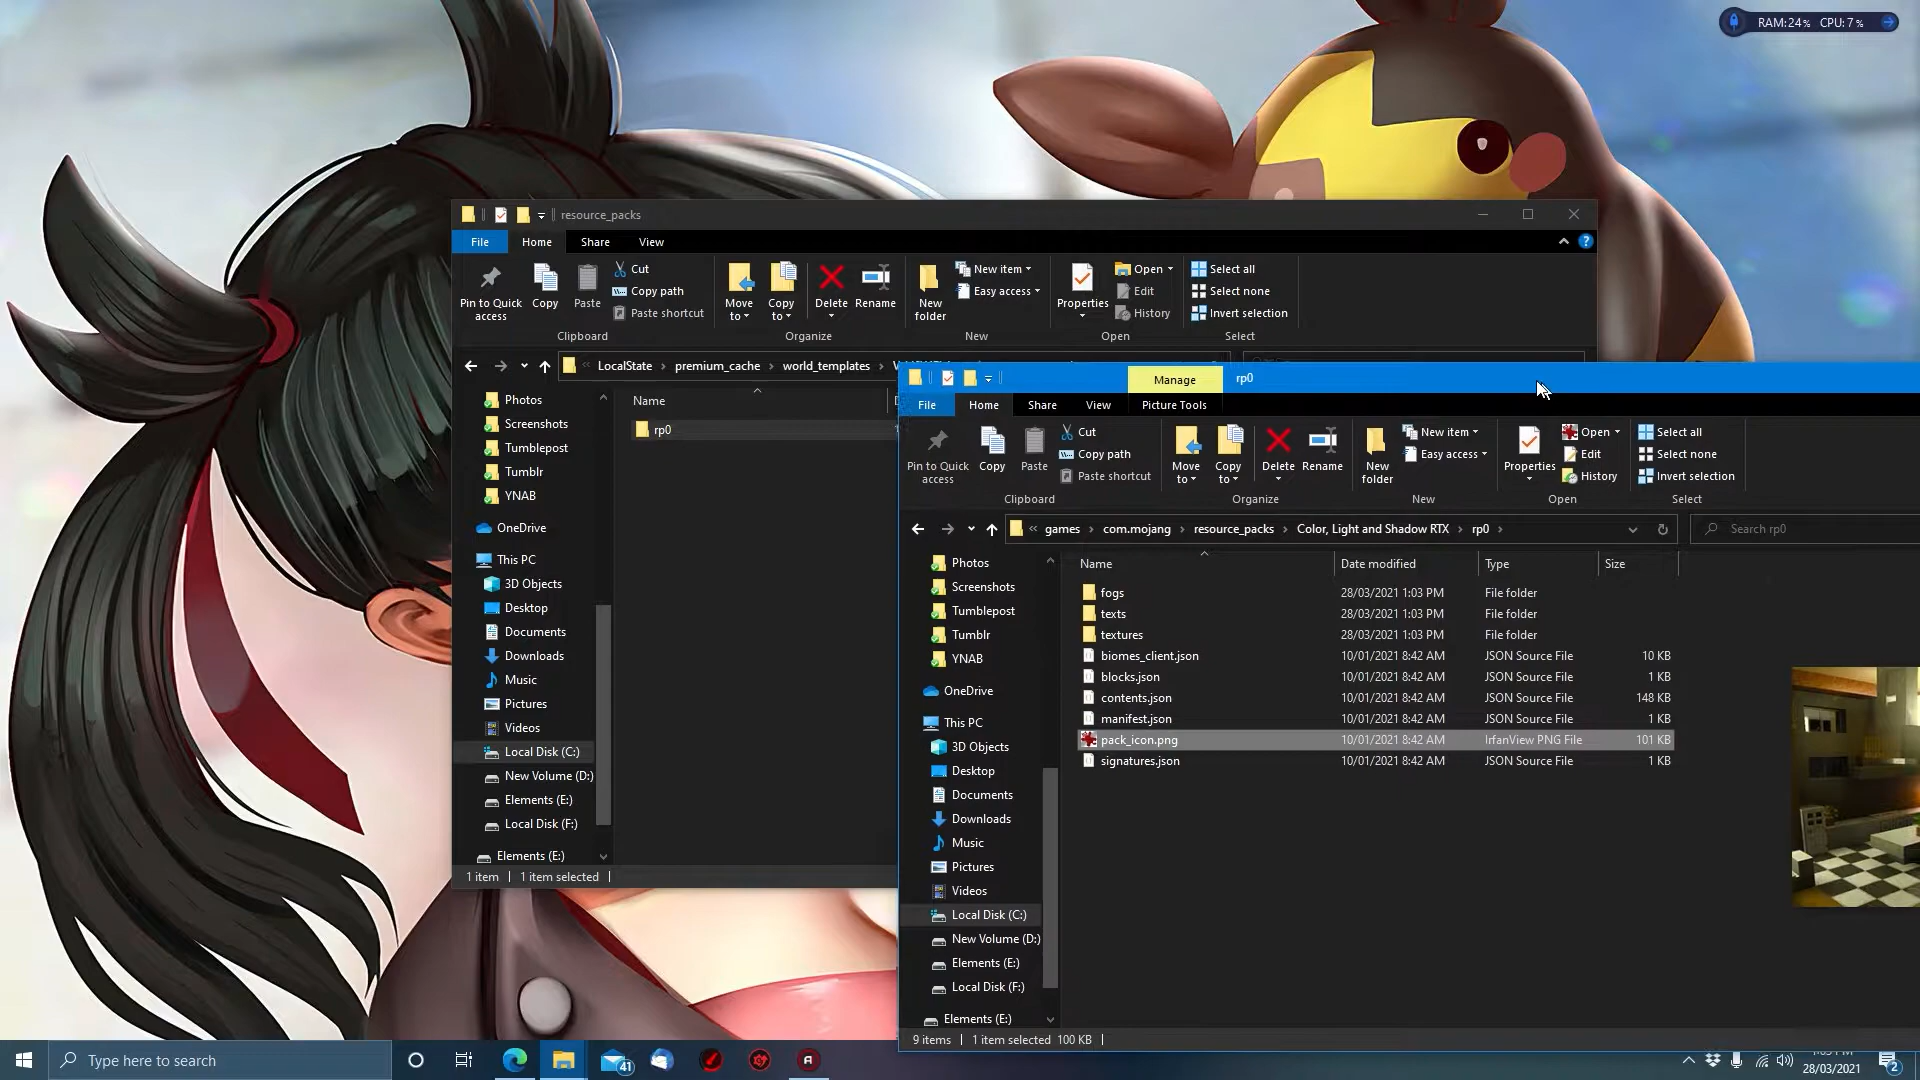 RAM:24% CPU: 7%
resource_packs
File Home Share View
Pin to Quick access
Copy
Paste
Cut
Copy path
Paste shortcut
Move to
Copy to
Delete
Rename
New folder
New item
Easy access
Properties
Open
Edit
History
Select all
Select none
Invert selection
Clipboard Organize New Open Select
LocalState > premium_cache > world_templates >
Name
rp0
Photos
Screenshots
Tumblepost
Tumblr
YNAB
OneDrive
This PC
3D Objects
Desktop
Documents
Downloads
Music
Pictures
Videos
Local Disk (C:)
New Volume (D:)
Elements (E:)
Local Disk (F:)
Elements (E:)
1 item 1 item selected
Manage rp0
File Home Share View Picture Tools
Pin to Quick access
Copy
Paste
Cut
Copy path
Paste shortcut
Move to
Copy to
Delete
Rename
New folder
New item
Easy access
Properties
Open
Edit
History
Select all
Select none
Invert selection
Clipboard Organize New Open Select
« games > com.mojang > resource_packs > Color, Light and Shadow RTX > rp0 >
Search rp0
Name Date modified Type Size
fogs 28/03/2021 1:03 PM File folder
texts 28/03/2021 1:03 PM File folder
textures 28/03/2021 1:03 PM File folder
biomes_client.json 10/01/2021 8:42 AM JSON Source File 10 KB
blocks.json 10/01/2021 8:42 AM JSON Source File 1 KB
contents.json 10/01/2021 8:42 AM JSON Source File 148 KB
manifest.json 10/01/2021 8:42 AM JSON Source File 1 KB
pack_icon.png 10/01/2021 8:42 AM IrfanView PNG File 101 KB
signatures.json 10/01/2021 8:42 AM JSON Source File 1 KB
Photos
Screenshots
Tumblepost
Tumblr
YNAB
OneDrive
This PC
3D Objects
Desktop
Documents
Downloads
Music
Pictures
Videos
Local Disk (C:)
New Volume (D:)
Elements (E:)
Local Disk (F:)
Elements (E:)
9 items 1 item selected 100 KB
Type here to search
41
28/03/2021
2